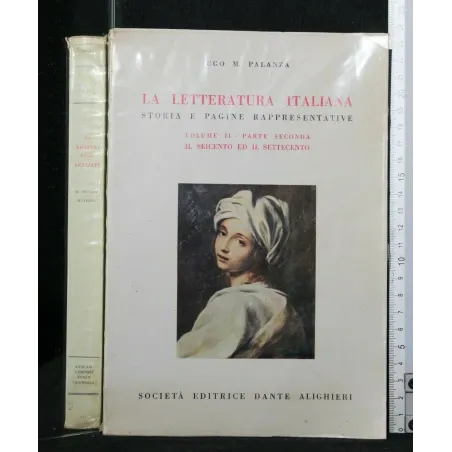 UGO M. PALANZA
LA LETTERATURA ITALIANA
STORIA E PAGINE RAPPRESENTATIVE
VOLUME II - PARTE SECONDA
IL SEICENTO ED IL SETTECENTO
SOCIETÀ EDITRICE DANTE ALIGHIERI